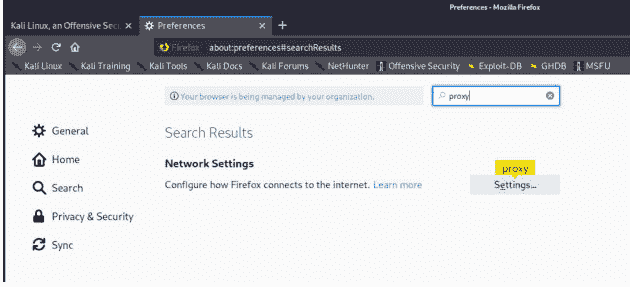 Preferences - Mozilla Firefox
Kali Linux, an Offensive Sec
Preferences
Firefox about:preferences#searchResults
Kali Linux Kali Training Kali Tools Kali Docs Kali Forums NetHunter Offensive Security Exploit-DB GHDB MSFU
Your browser is being managed by your organization.
proxy
General
Search Results
Home
Network Settings
proxy
Configure how Firefox connects to the internet. Learn more
Settings...
Search
Privacy & Security
Sync